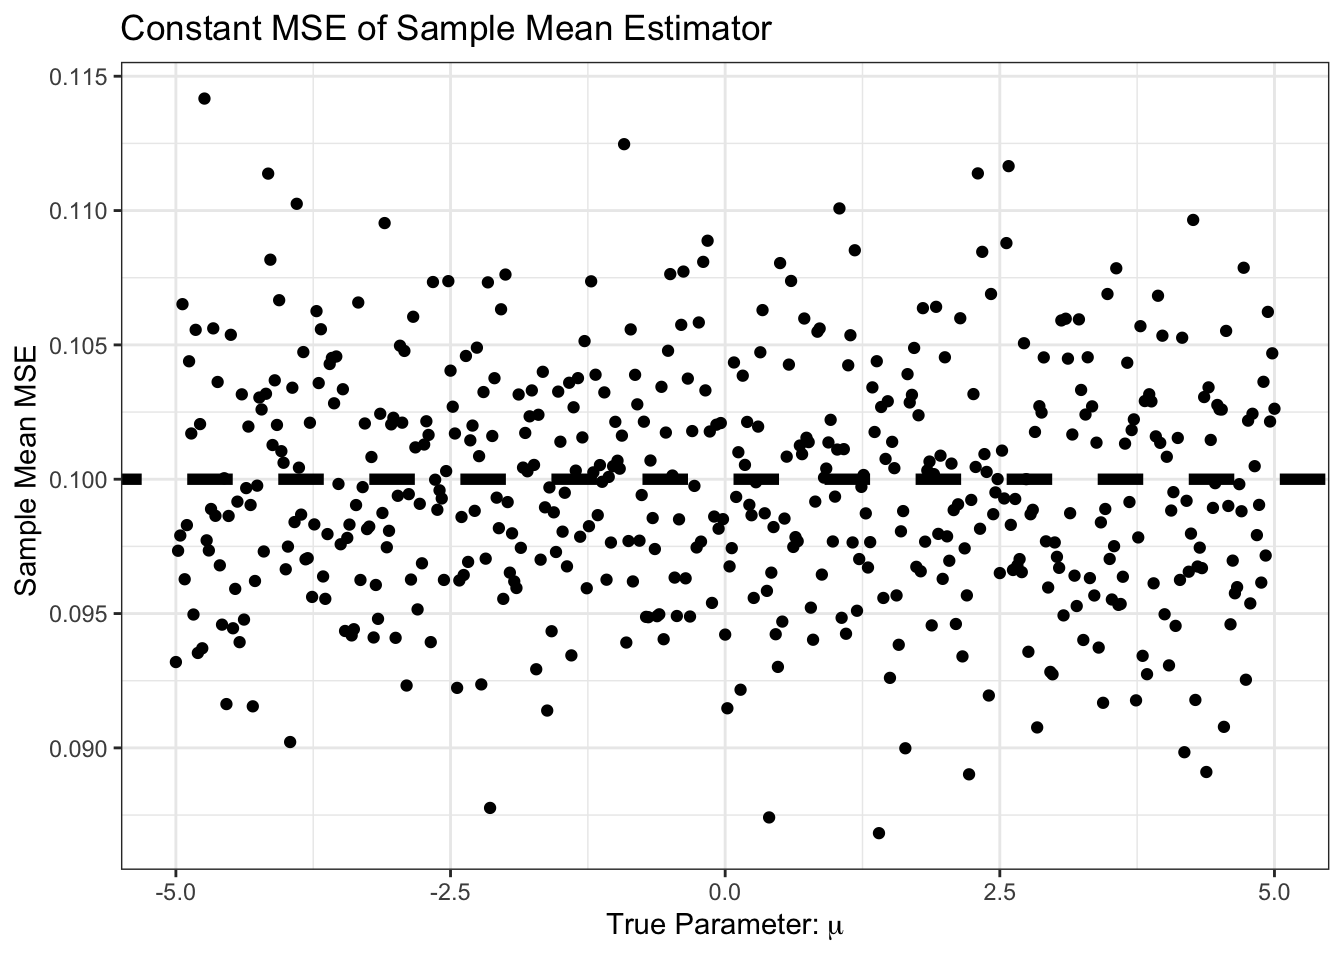 Constant MSE of Sample Mean Estimator
0.115
0.110
0.105
0.100
0.095
0.090
Sample Mean MSE
-5.0 -2.5 0.0 2.5 5.0
True Parameter: μ